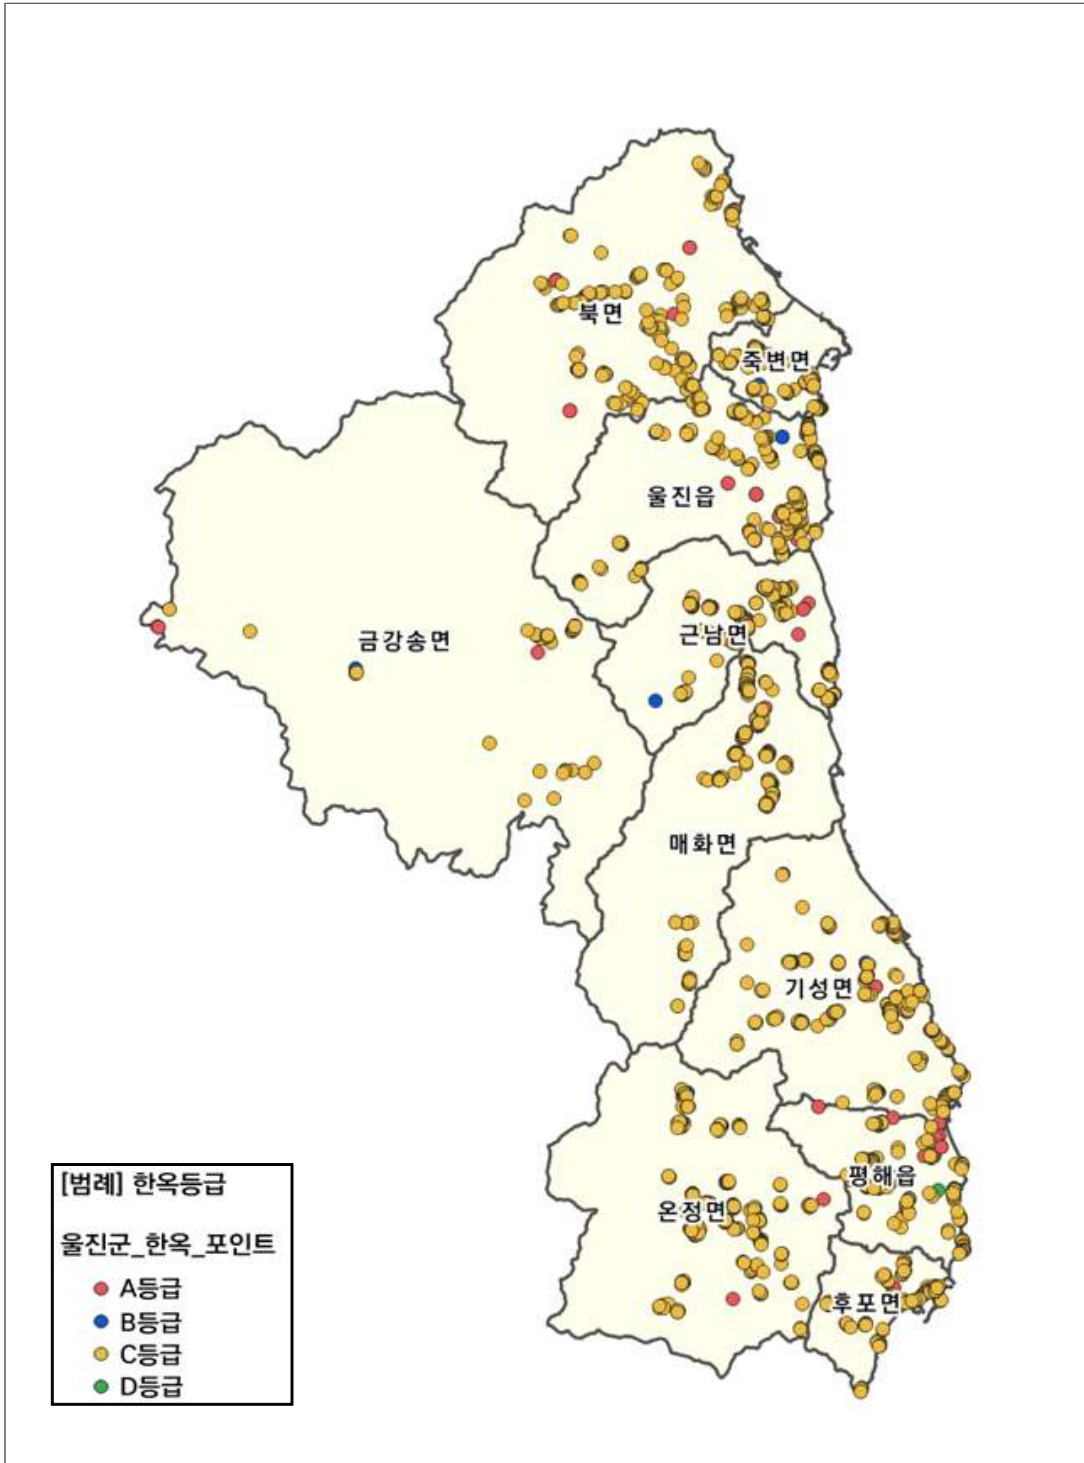 북면
죽변면
울진읍
금강송면
근남면
매화면
기성면
평해읍
온정면
후포면
[범례] 한옥등급
울진군_한옥_포인트
A등급
B등급
C등급
D등급